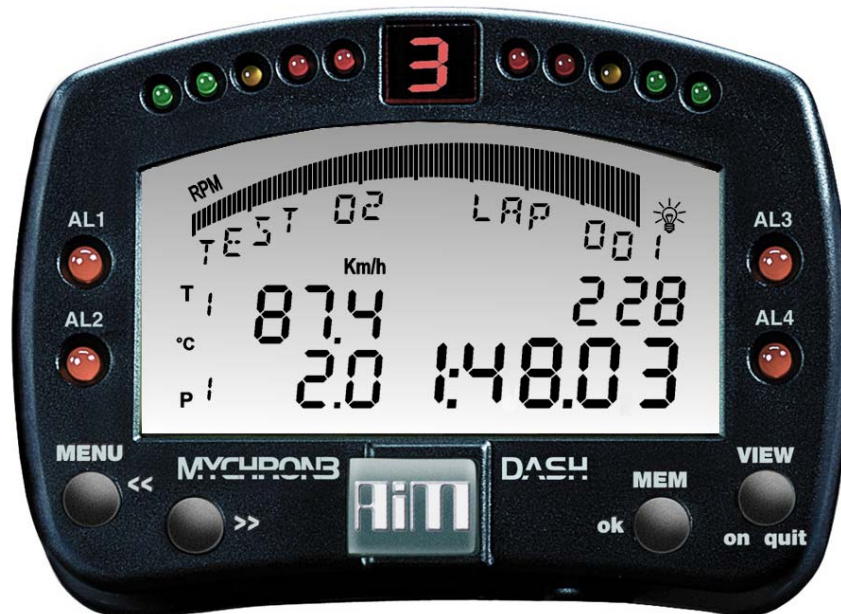 3
RPM
TEST 02 LAP 001
AL1
AL3
Km/h
T 1 87.4 228
AL2
AL4
°C
P 1 2.0 1:48.03
MENU
<<
MYCHRON3 DASH
VIEW
AiM
MEM
>>
ok
on quit